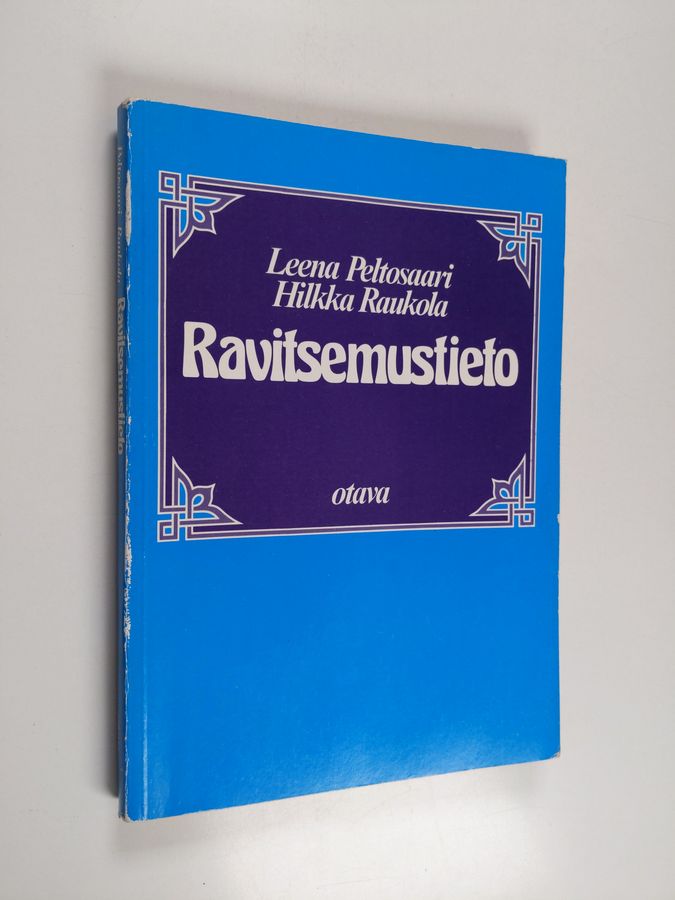 Leena Peltosaari
Hilkka Raukola
Ravitsemustieto
otava
Peltosaari Raukola Ravitsemustieto